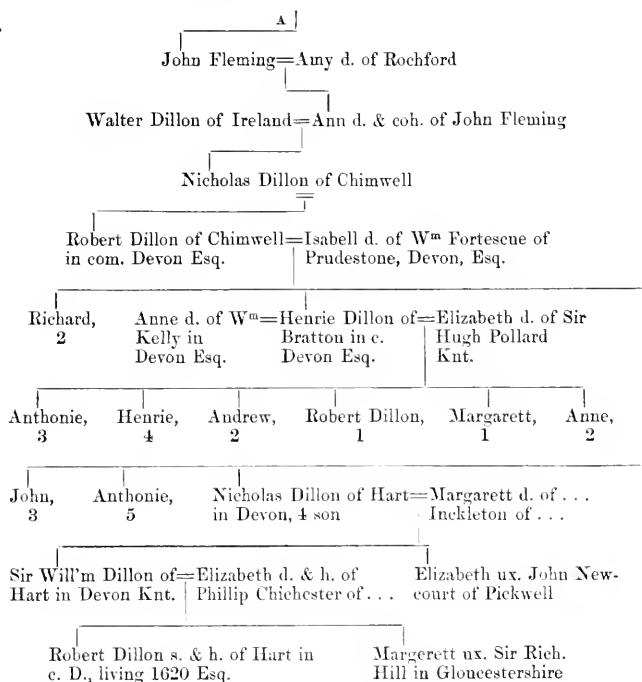 A
John Fleming=Amy d. of Rochford
Walter Dillon of Ireland=Ann d. & coh. of John Fleming
Nicholas Dillon of Chimwell
Robert Dillon of Chimwell=Isabell d. of Wm Fortescue of
in com. Devon Esq. Prudestone, Devon, Esq.
Richard, Anne d. of Wm=Henrie Dillon of=Elizabeth d. of Sir
2 Kelly in Bratton in c. Hugh Pollard
Devon Esq. Devon Esq. Knt.
Anthonie, Henrie, Andrew, Robert Dillon, Margarett, Anne,
3 4 2 1 1 2
John, Anthonie, Nicholas Dillon of Hart=Margarett d. of . . .
3 5 in Devon, 4 son Inckleton of . . .
Sir Will'm Dillon of=Elizabeth d. & h. of Elizabeth ux. John New-
Hart in Devon Knt. Phillip Chichester of . . . court of Pickwell
Robert Dillon s. & h. of Hart in Margerett ux. Sir Rich.
c. D., living 1620 Esq. Hill in Gloucestershire